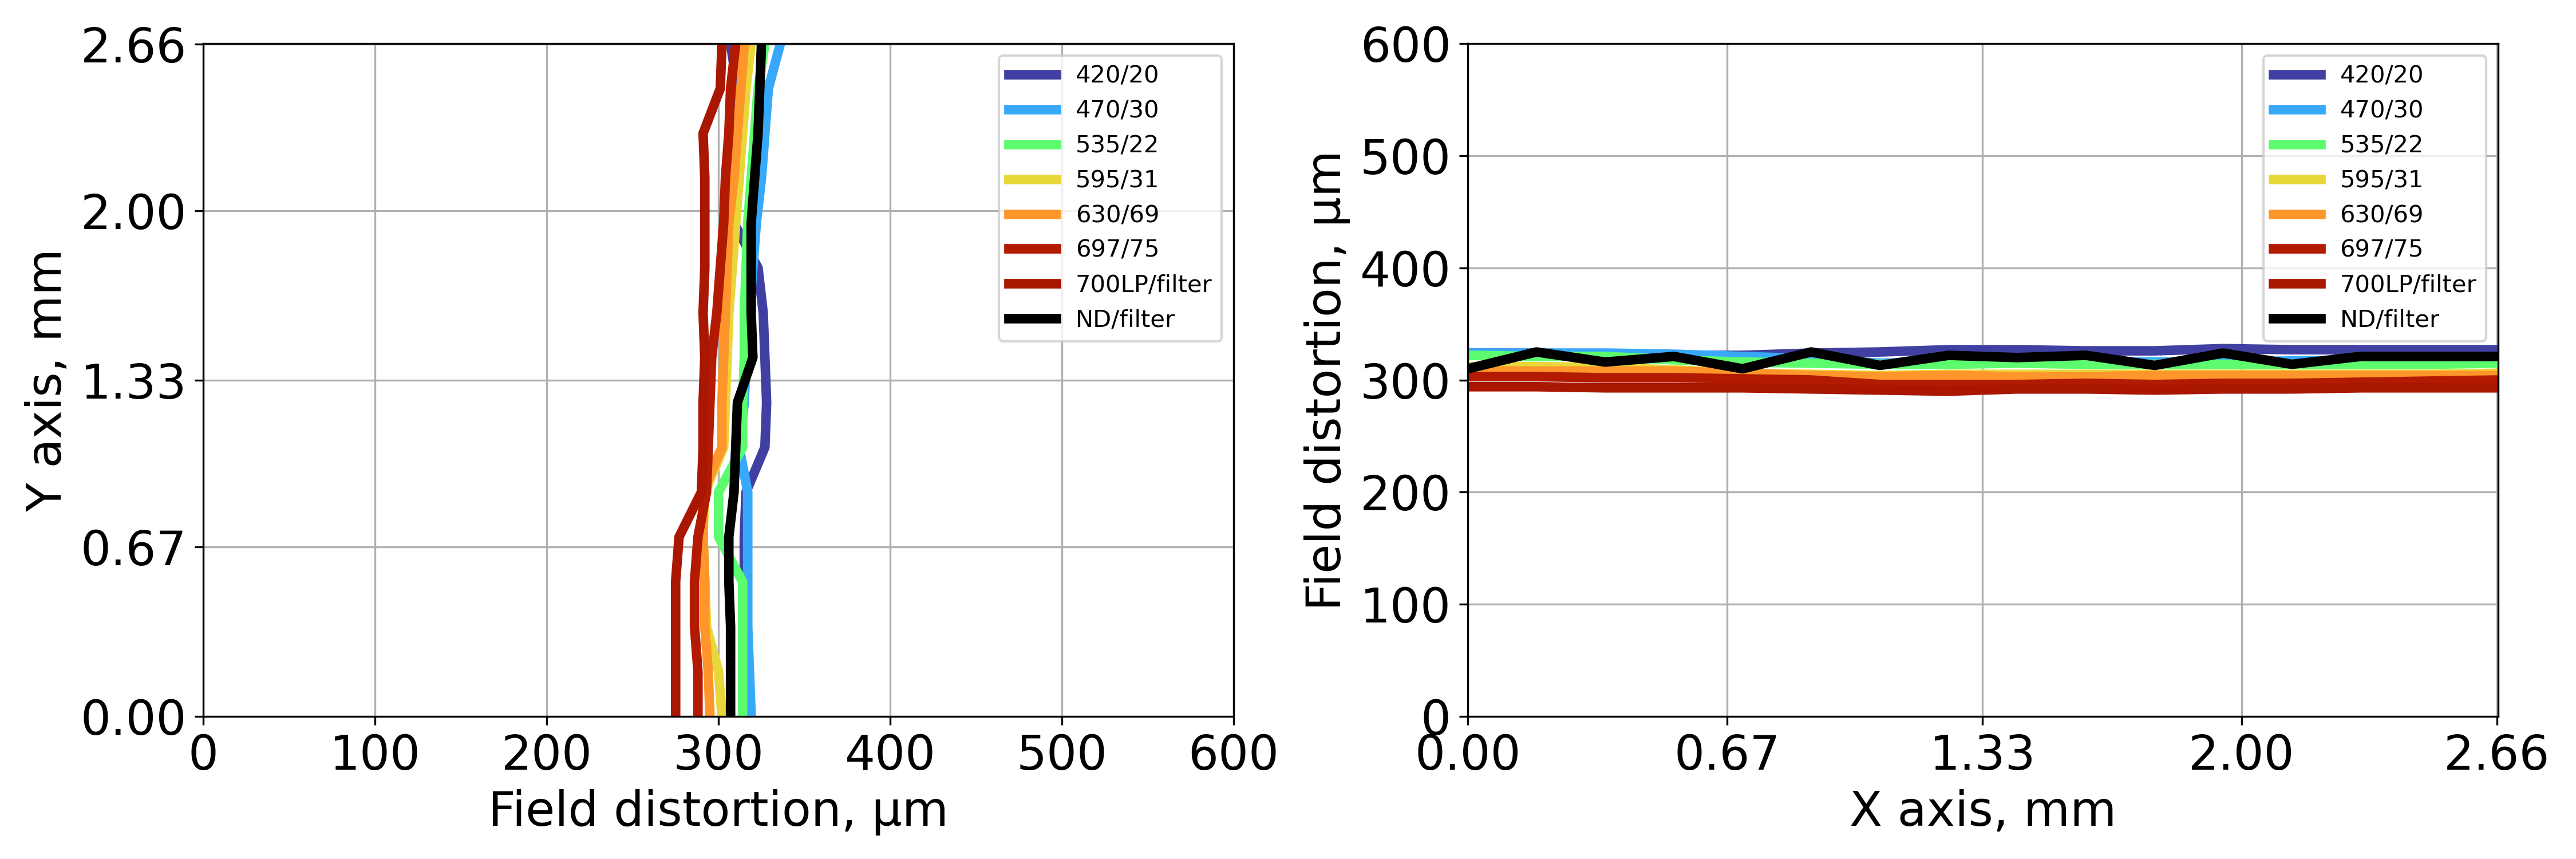 2.66
2.00
1.33
0.67
0.00
Y axis, mm
0 100 200 300 400 500 600
Field distortion, µm
420/20
470/30
535/22
595/31
630/69
697/75
700LP/filter
ND/filter
600
500
400
300
200
100
0
Field distortion, µm
0.00 0.67 1.33 2.00 2.66
X axis, mm
420/20
470/30
535/22
595/31
630/69
697/75
700LP/filter
ND/filter